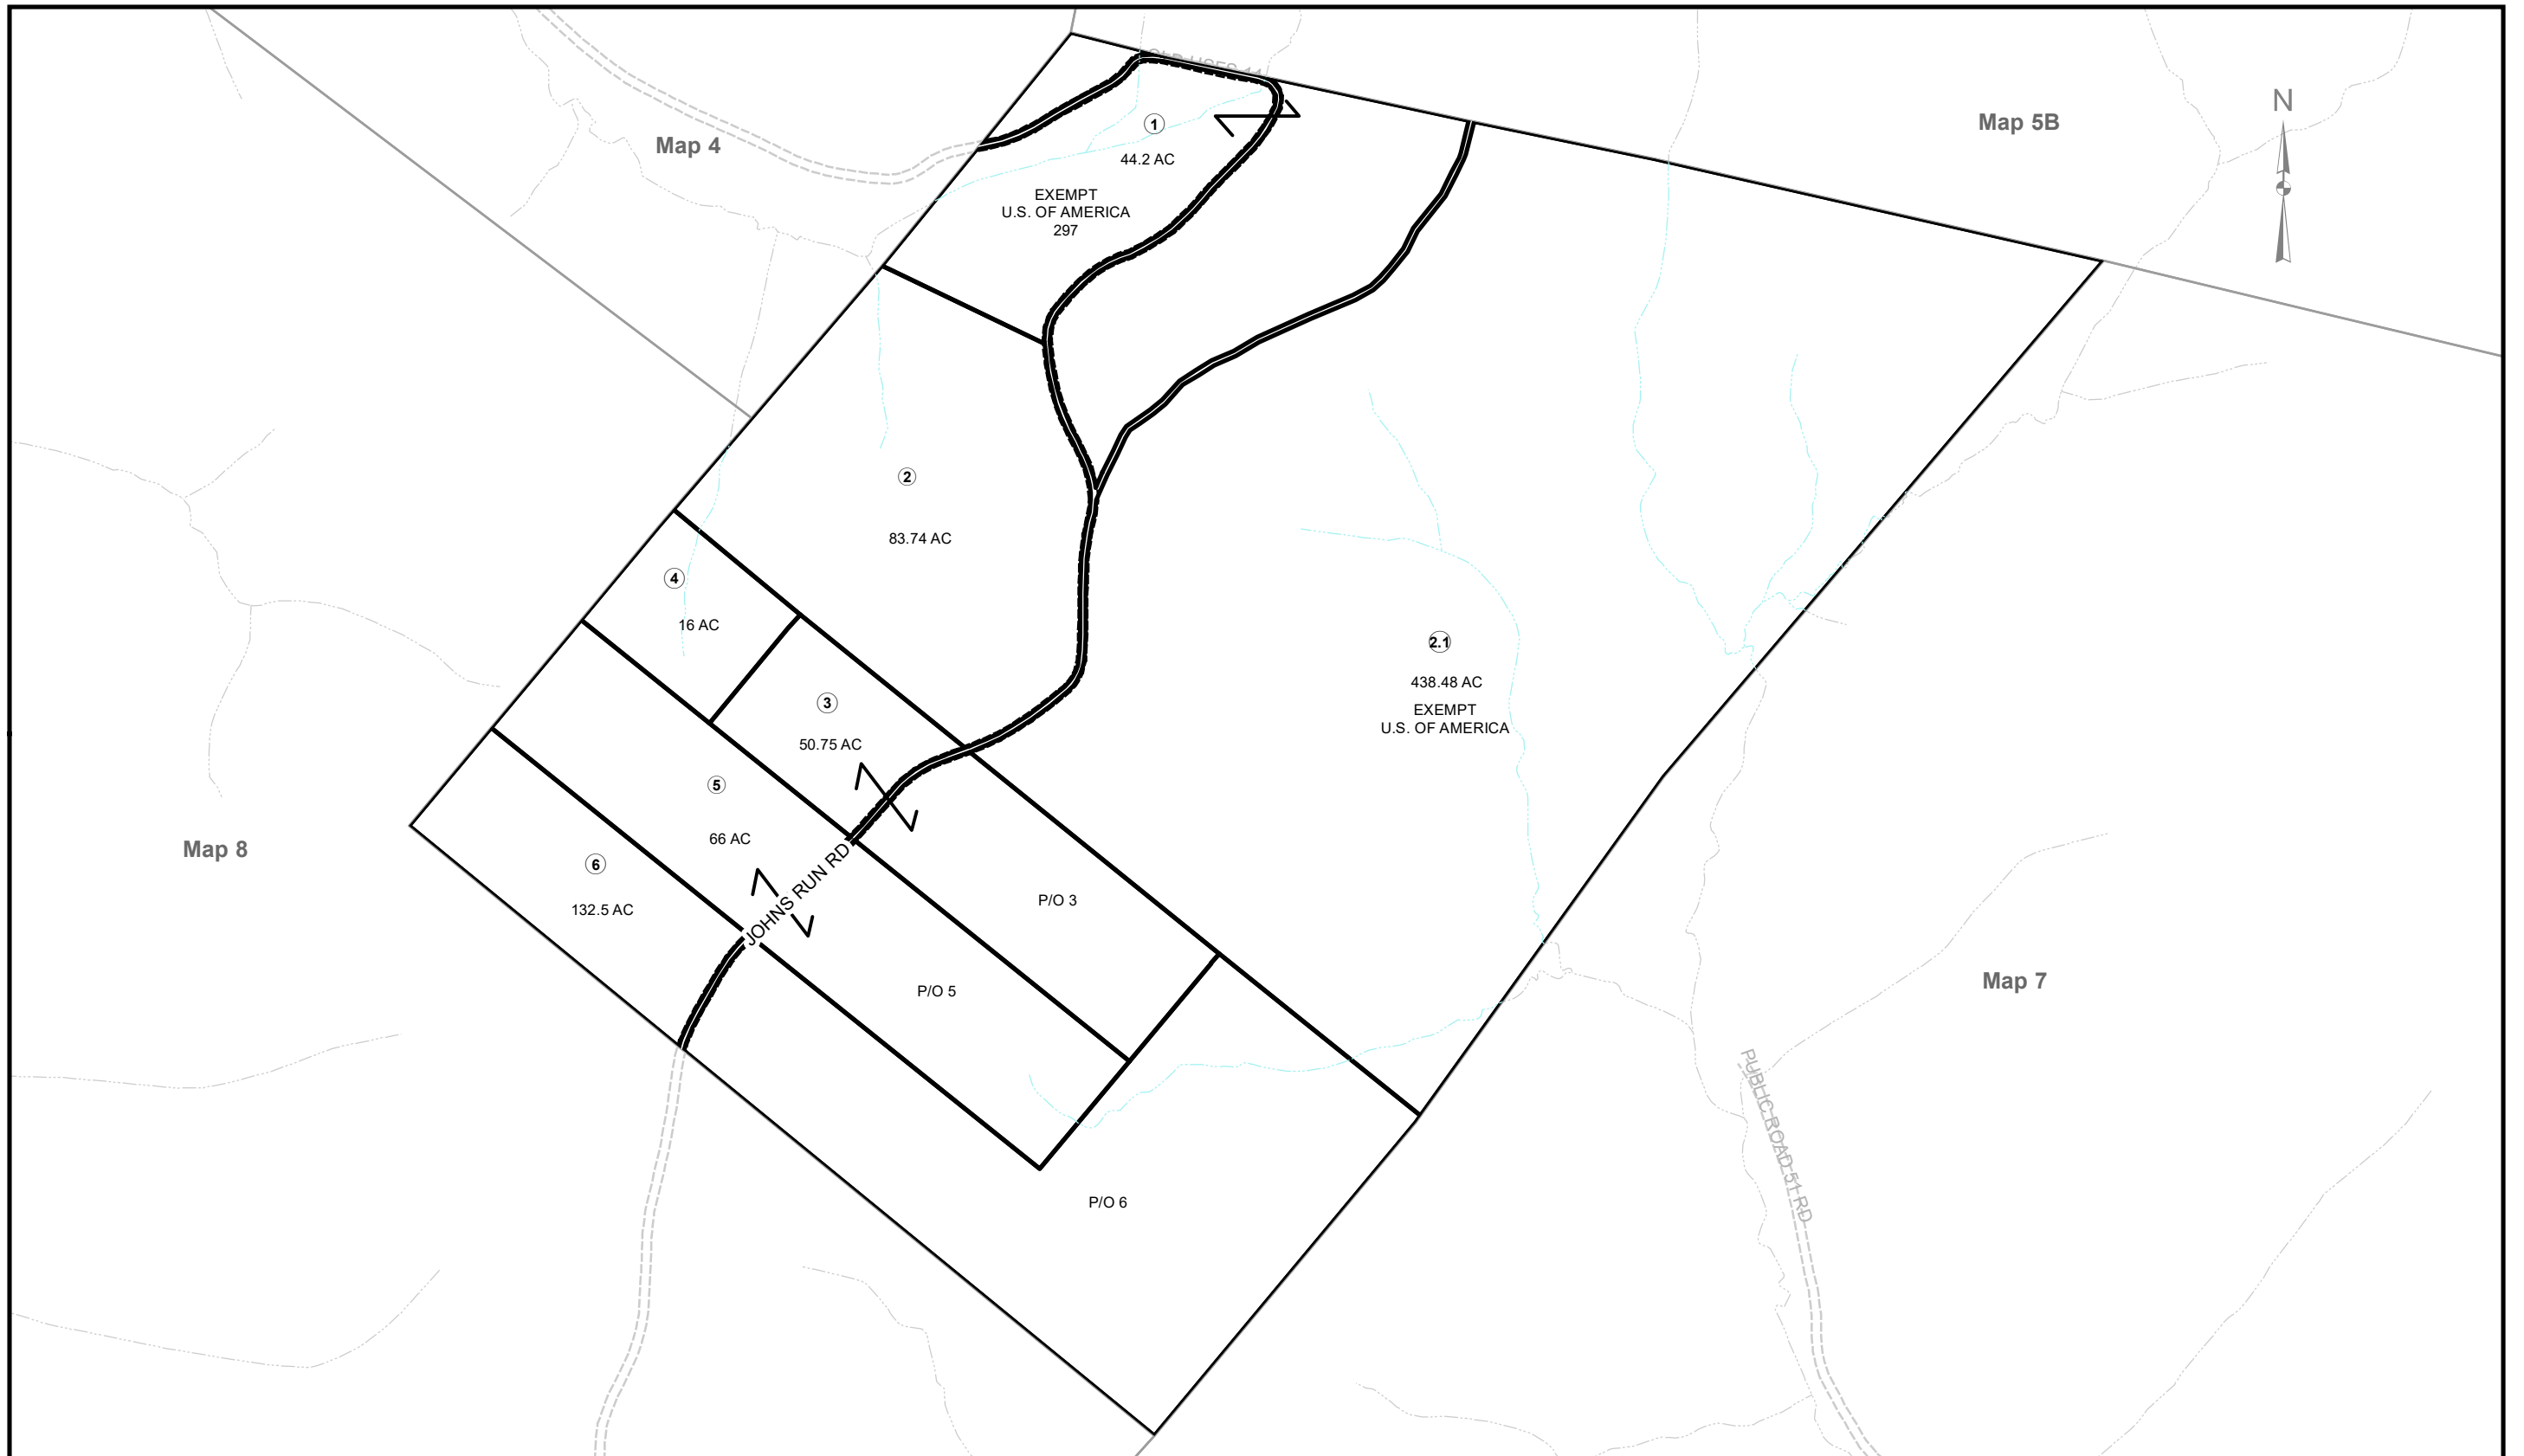 N
Map 4
Map 5B
1
44.2 AC
EXEMPT
U.S. OF AMERICA
297
2
83.74 AC
4
16 AC
2.1
438.48 AC
EXEMPT
U.S. OF AMERICA
3
50.75 AC
5
66 AC
Map 8
6
132.5 AC
JOHNS RUN RD
P/O 3
P/O 5
Map 7
PUBLIC ROAD 51 RD
P/O 6